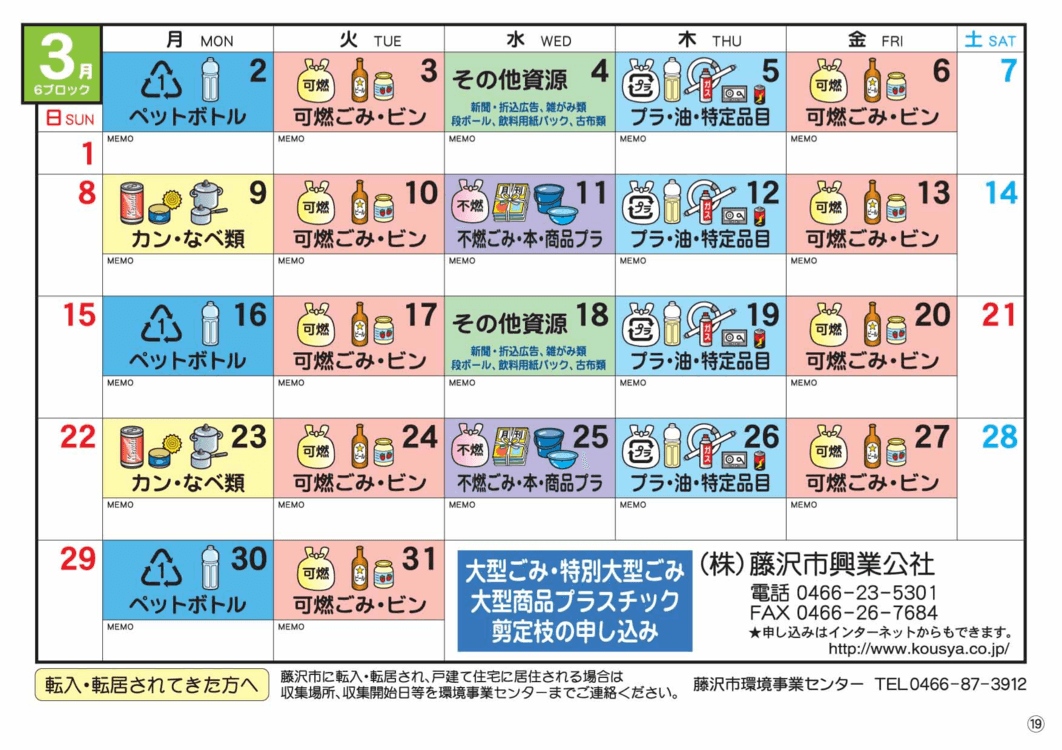 3月
6ブロック
月 MON
火 TUE
水 WED
木 THU
金 FRI
土 SAT
日 SUN
2
ペットボトル
MEMO
可燃
3
可燃ごみ・ビン
MEMO
その他資源 4
新聞・折込広告、雑がみ類
段ボール、飲料用紙パック、古布類
MEMO
プラ
ガス
5
プラ・油・特定品目
MEMO
可燃
6
可燃ごみ・ビン
MEMO
7
1
8
9
カン・なべ類
MEMO
可燃
10
可燃ごみ・ビン
MEMO
不燃
月刊
11
不燃ごみ・本・商品プラ
MEMO
プラ
ガス
12
プラ・油・特定品目
MEMO
可燃
13
可燃ごみ・ビン
MEMO
14
15
16
ペットボトル
MEMO
可燃
17
可燃ごみ・ビン
MEMO
その他資源 18
新聞・折込広告、雑がみ類
段ボール、飲料用紙パック、古布類
MEMO
プラ
ガス
19
プラ・油・特定品目
MEMO
可燃
20
可燃ごみ・ビン
MEMO
21
22
23
カン・なべ類
MEMO
可燃
24
可燃ごみ・ビン
MEMO
不燃
月刊
25
不燃ごみ・本・商品プラ
MEMO
プラ
ガス
26
プラ・油・特定品目
MEMO
可燃
27
可燃ごみ・ビン
MEMO
28
29
30
ペットボトル
MEMO
可燃
31
可燃ごみ・ビン
MEMO
大型ごみ・特別大型ごみ
大型商品プラスチック
剪定枝の申し込み
(株)藤沢市興業公社
電話 0466-23-5301
FAX 0466-26-7684
★申し込みはインターネットからもできます。
http://www.kousya.co.jp/
転入・転居されてきた方へ
藤沢市に転入・転居され、戸建て住宅に居住される場合は
収集場所、収集開始日等を環境事業センターまでご連絡ください。
藤沢市環境事業センター TEL0466-87-3912
⑲